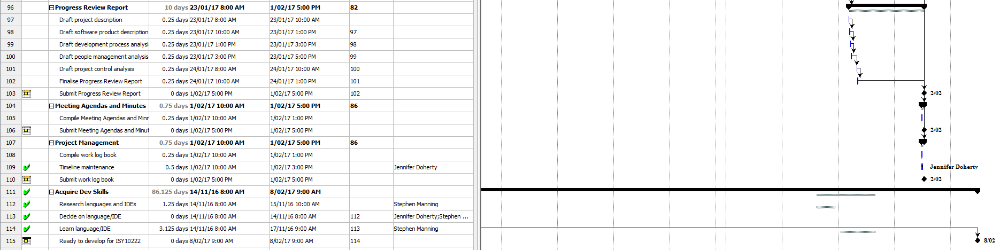 96 Progress Review Report 10 days 23/01/17 8:00 AM 1/02/17 5:00 PM 82
97 Draft project description 0.25 days 23/01/17 8:00 AM 23/01/17 10:00 AM
98 Draft software product description 0.25 days 23/01/17 10:00 AM 23/01/17 1:00 PM 97
99 Draft development process analysi 0.25 days 23/01/17 1:00 PM 23/01/17 3:00 PM 98
100 Draft people management analysis 0.25 days 23/01/17 3:00 PM 23/01/17 5:00 PM 99
101 Draft project control analysis 0.25 days 24/01/17 8:00 AM 24/01/17 10:00 AM 100
102 Finalise Progress Review Report 0.25 days 24/01/17 10:00 AM 24/01/17 1:00 PM 101
103 Submit Progress Review Report 0 days 1/02/17 5:00 PM 1/02/17 5:00 PM 102 2/02
104 Meeting Agendas and Minutes 0.75 days 1/02/17 10:00 AM 1/02/17 5:00 PM 86
105 Compile Meeting Agendas and Minr 0.25 days 1/02/17 10:00 AM 1/02/17 1:00 PM
106 Submit Meeting Agendas and Minut 0 days 1/02/17 5:00 PM 1/02/17 5:00 PM 2/02
107 Project Management 0.75 days 1/02/17 10:00 AM 1/02/17 5:00 PM 86
108 Compile work log book 0.25 days 1/02/17 10:00 AM 1/02/17 1:00 PM
109 Timeline maintenance 0.5 days 1/02/17 10:00 AM 1/02/17 3:00 PM Jennifer Doherty Jennifer Doherty
110 Submit work log book 0 days 1/02/17 5:00 PM 1/02/17 5:00 PM 2/02
111 Acquire Dev Skills 86.125 days 14/11/16 8:00 AM 8/02/17 9:00 AM
112 Research languages and IDEs 1.25 days 14/11/16 8:00 AM 15/11/16 10:00 AM Stephen Manning
113 Decide on language/IDE 0 days 14/11/16 8:00 AM 14/11/16 8:00 AM 112 Jennifer Doherty;Stephen ...
114 Learn language/IDE 3.125 days 14/11/16 8:00 AM 17/11/16 9:00 AM 113 Stephen Manning
115 Ready to develop for ISY10222 0 days 8/02/17 9:00 AM 8/02/17 9:00 AM 114 8/02